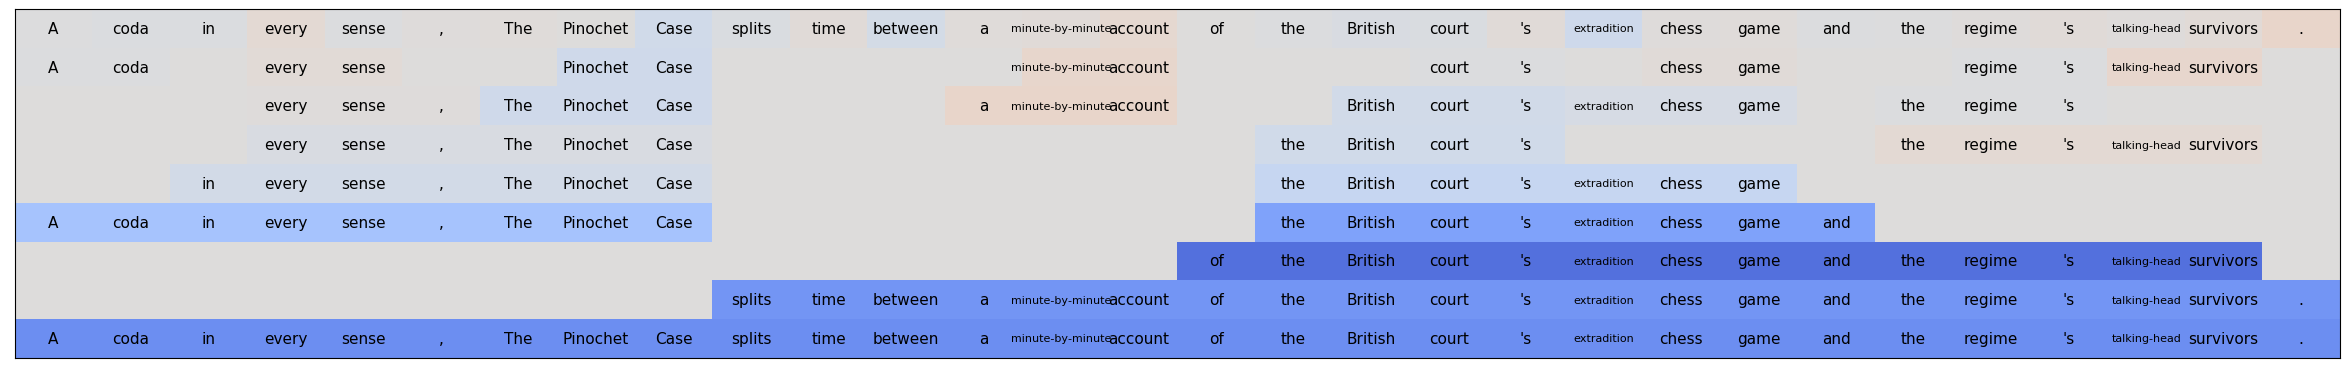 A coda in every sense , The Pinochet Case splits time between a minute-by-minute account of the British court 's extradition chess game and the regime 's talking-head survivors .
A coda every sense Pinochet Case minute-by-minute account court 's chess game regime 's talking-head survivors
every sense , The Pinochet Case a minute-by-minute account British court 's extradition chess game the regime 's
every sense , The Pinochet Case the British court 's the regime 's talking-head survivors
in every sense , The Pinochet Case the British court 's extradition chess game
A coda in every sense , The Pinochet Case the British court 's extradition chess game and
of the British court 's extradition chess game and the regime 's talking-head survivors
splits time between a minute-by-minute account of the British court 's extradition chess game and the regime 's talking-head survivors .
A coda in every sense , The Pinochet Case splits time between a minute-by-minute account of the British court 's extradition chess game and the regime 's talking-head survivors .